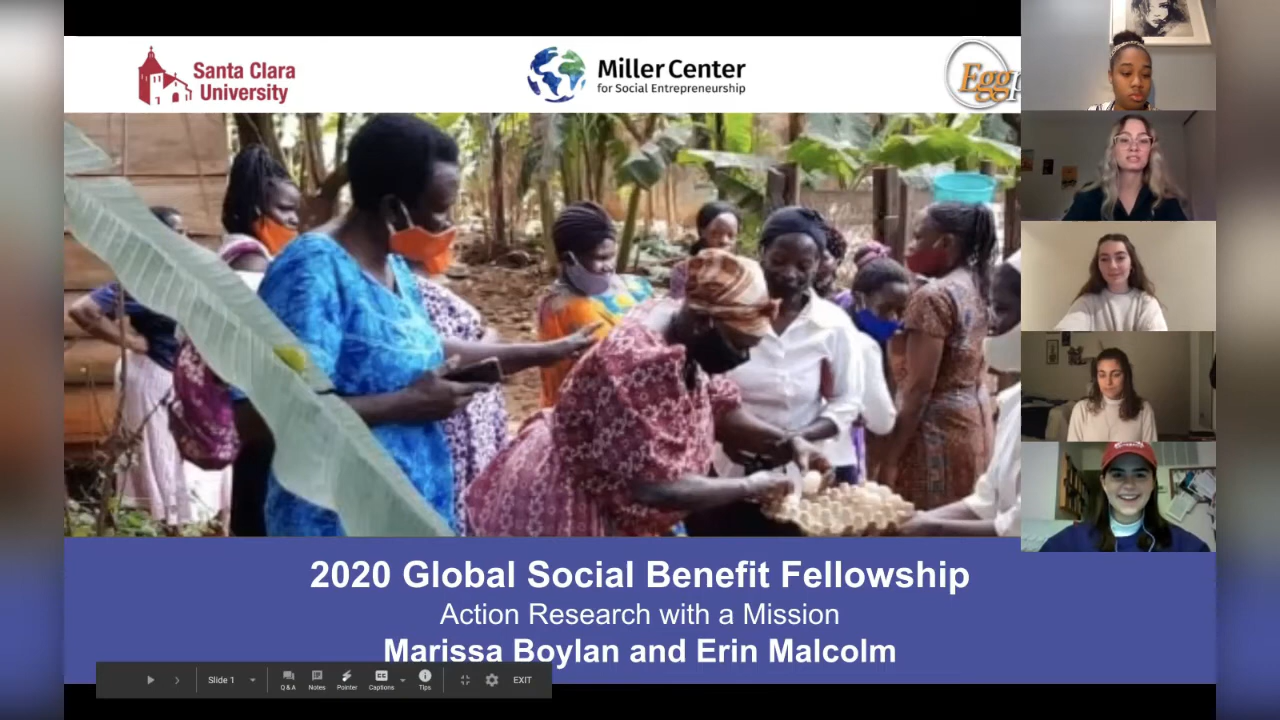 Santa Clara
University
Miller Center
for Social Entrepreneurship
2020 Global Social Benefit Fellowship
Action Research with a Mission
Marissa Boylan and Erin Malcolm
Slide 1
Q & A
Notes
Pointer
Captions
Tips
EXIT